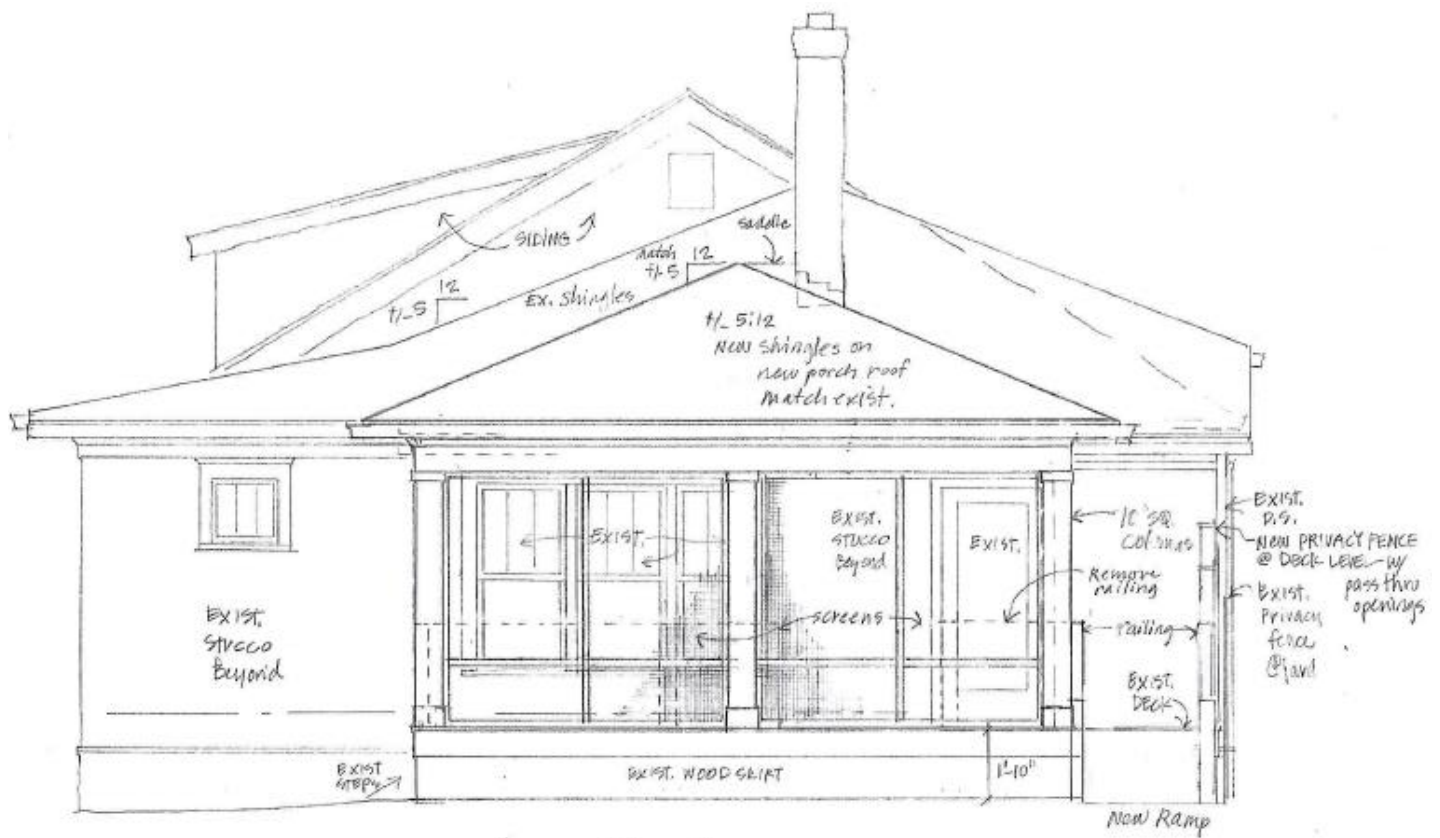 SIDING
saddle
12
+/-5
Ex. Shingles
match
+/-5
12
+/- 5:12
New shingles on
new porch roof
match exist.
EXIST.
EXIST.
STUCCO
Beyond
EXIST.
SQ.
Columns
Remove
railing
EXIST.
D.S.
NEW PRIVACY FENCE
@ DECK LEVEL w/
pass thru
openings
Exist.
Privacy
fence
@yard
EXIST.
STUCCO
Beyond
screens
railing
EXIST.
DECK
EXIST
STEPS
EXIST. WOOD SKIRT
1'-10"
New Ramp